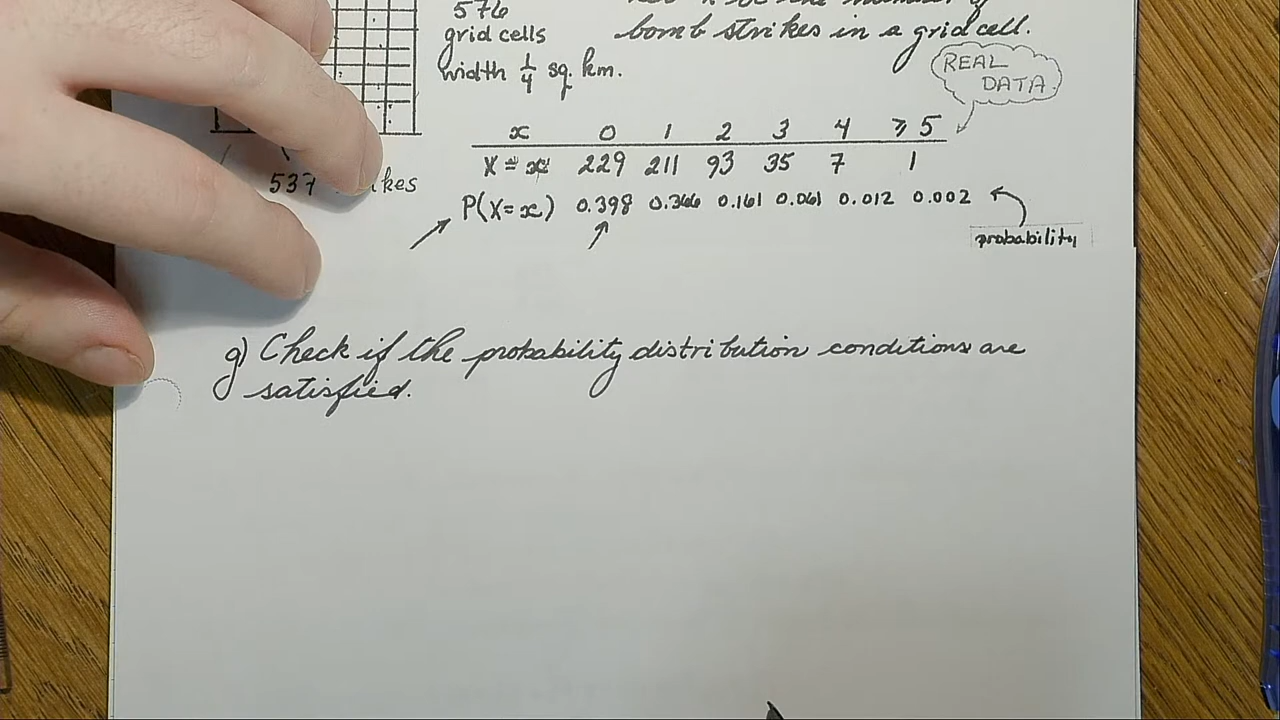 576
grid cells
width 1/4 sq. km.
bomb strikes in a grid cell.
REAL
DATA
x 0 1 2 3 4 ⩾ 5
X = x 229 211 93 35 7 1
P(X=x) 0.398 0.366 0.161 0.061 0.012 0.002
probability
537
g) Check if the probability distribution conditions are
satisfied.